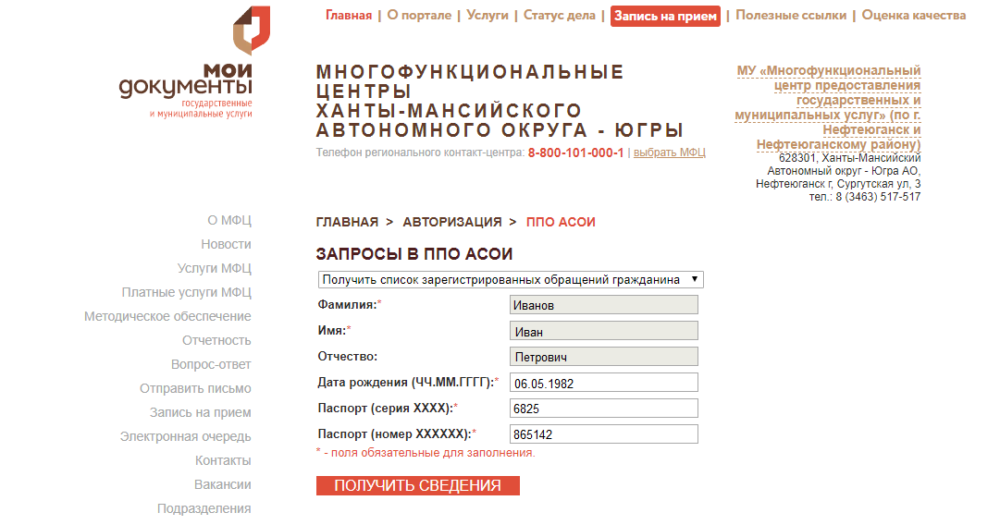 Главная | О портале | Услуги | Статус дела | Запись на прием | Полезные ссылки | Оценка качества
мои
документы
государственные
и муниципальные услуги
МНОГОФУНКЦИОНАЛЬНЫЕ
ЦЕНТРЫ
ХАНТЫ-МАНСИЙСКОГО
АВТОНОМНОГО ОКРУГА - ЮГРЫ
Телефон регионального контакт-центра: 8-800-101-000-1 | выбрать МФЦ
МУ «Многофункциональный
центр предоставления
государственных и
муниципальных услуг» (по г.
Нефтеюганск и
Нефтеюганскому району)
628301, Ханты-Мансийский
Автономный округ - Югра АО,
Нефтеюганск г, Сургутская ул, 3
тел.: 8 (3463) 517-517
О МФЦ
Новости
Услуги МФЦ
Платные услуги МФЦ
Методическое обеспечение
Отчетность
Вопрос-ответ
Отправить письмо
Запись на прием
Электронная очередь
Контакты
Вакансии
Подразделения
ГЛАВНАЯ > АВТОРИЗАЦИЯ > ППО АСОИ
ЗАПРОСЫ В ППО АСОИ
Получить список зарегистрированных обращений гражданина
Фамилия:* Иванов
Имя:* Иван
Отчество: Петрович
Дата рождения (ЧЧ.ММ.ГГГГ):* 06.05.1982
Паспорт (серия XXXX):* 6825
Паспорт (номер XXXXXX):* 865142
* - поля обязательные для заполнения.
ПОЛУЧИТЬ СВЕДЕНИЯ